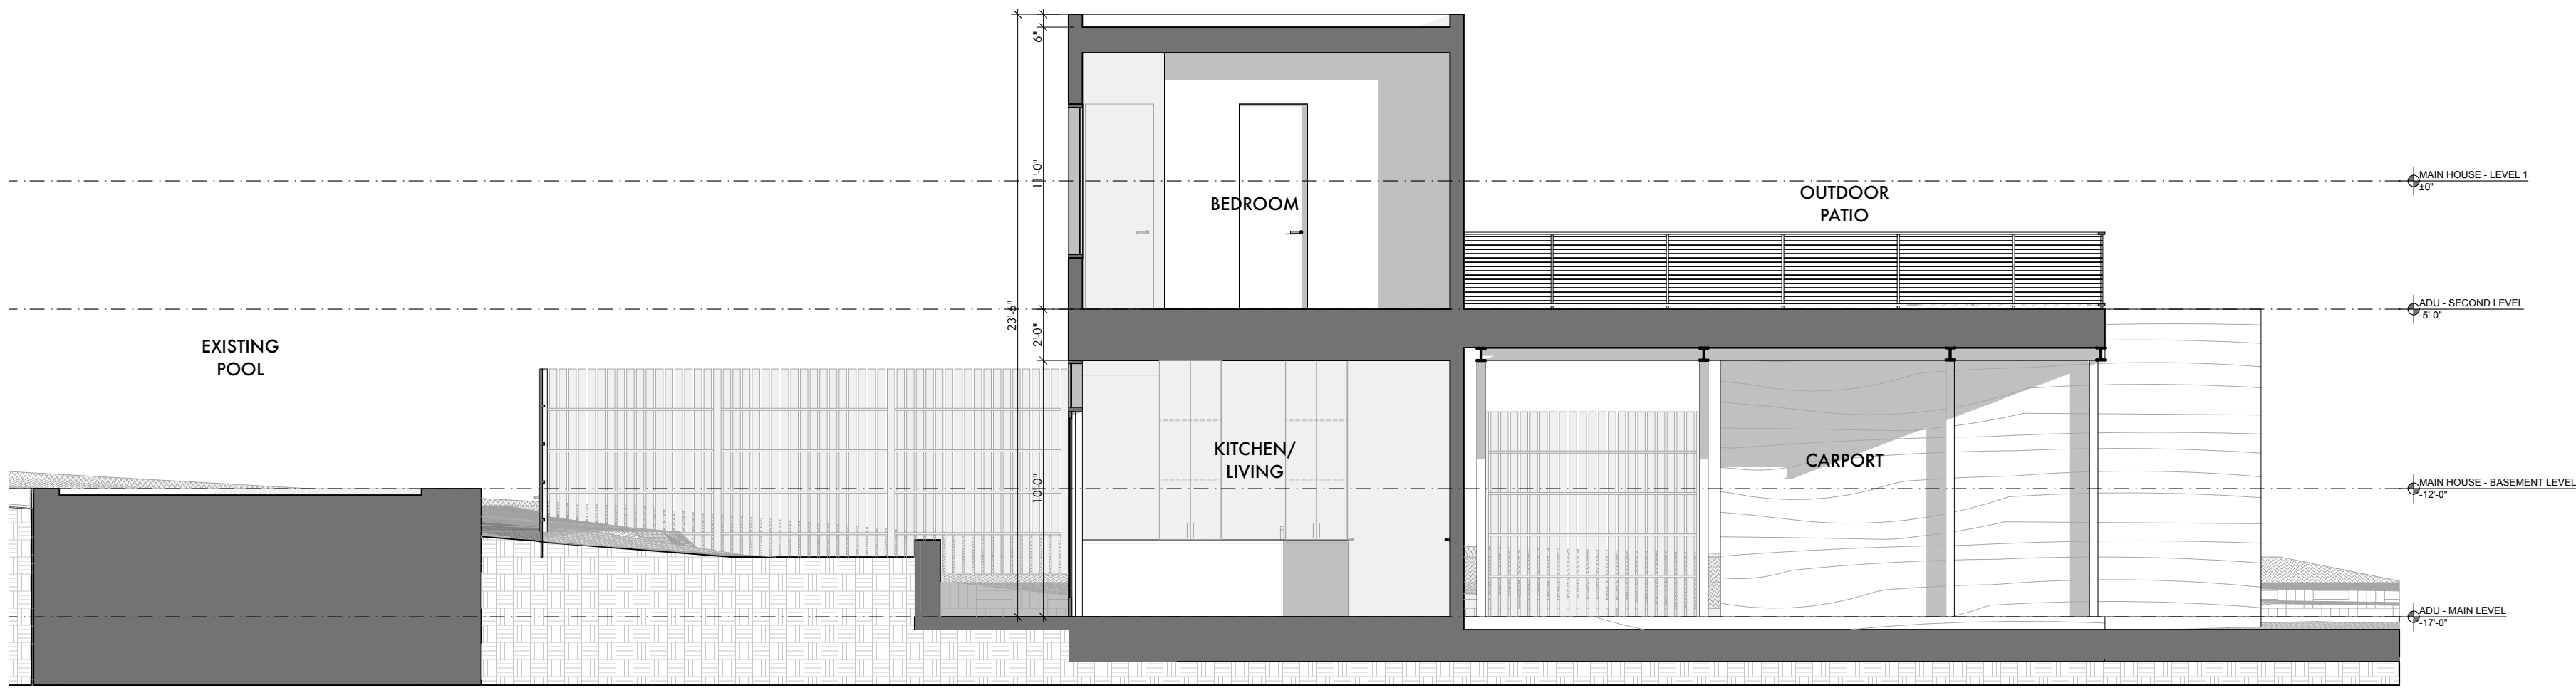 6"
11'-0"
MAIN HOUSE - LEVEL 1
±0"
BEDROOM
OUTDOOR
PATIO
ADU - SECOND LEVEL
-5'-0"
23'-6"
2'-0"
EXISTING
POOL
KITCHEN/
LIVING
CARPORT
MAIN HOUSE - BASEMENT LEVEL
-12'-0"
10'-0"
ADU - MAIN LEVEL
-17'-0"